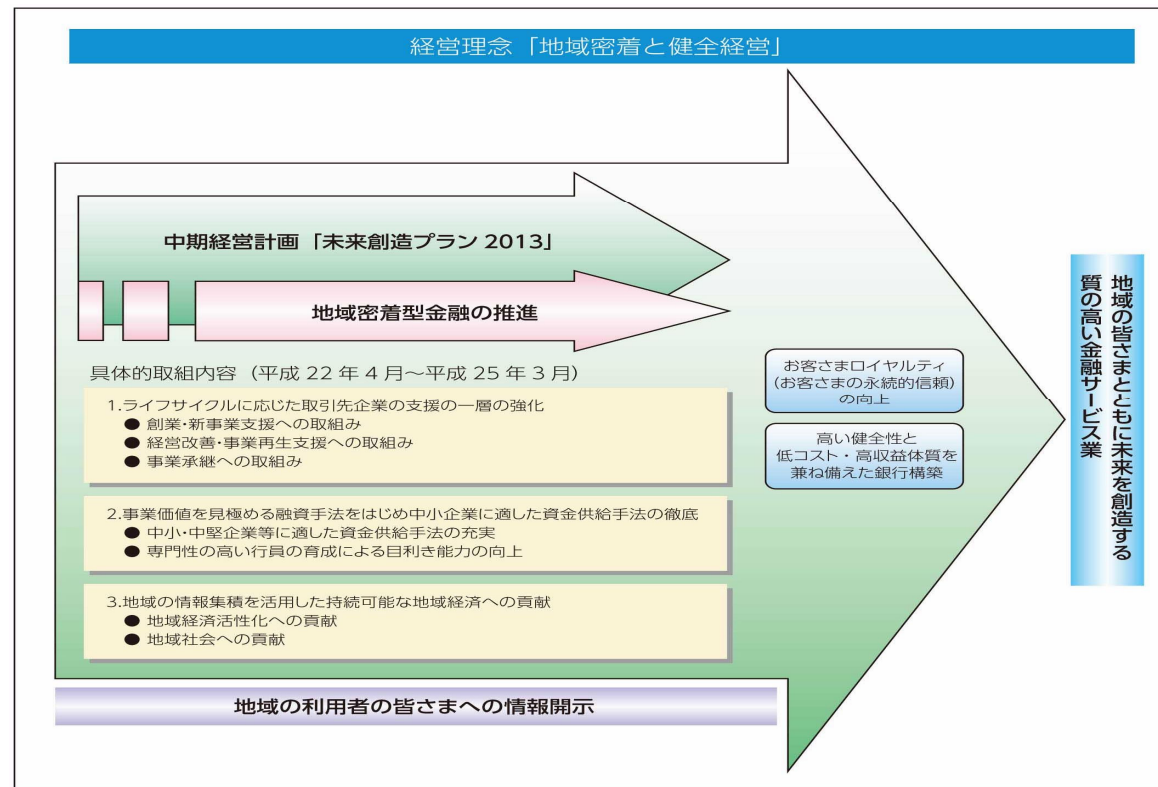 経営理念「地域密着と健全経営」
中期経営計画「未来創造プラン 2013」
地域密着型金融の推進
具体的取組内容（平成 22 年 4 月～平成 25 年 3 月）
1.ライフサイクルに応じた取引先企業の支援の一層の強化
● 創業・新事業支援への取組み
● 経営改善・事業再生支援への取組み
● 事業承継への取組み
2.事業価値を見極める融資手法をはじめ中小企業に適した資金供給手法の徹底
● 中小・中堅企業等に適した資金供給手法の充実
● 専門性の高い行員の育成による目利き能力の向上
3.地域の情報集積を活用した持続可能な地域経済への貢献
● 地域経済活性化への貢献
● 地域社会への貢献
お客さまロイヤルティ
(お客さまの永続的信頼)
の向上
高い健全性と
低コスト・高収益体質を
兼ね備えた銀行構築
地域の皆さまとともに未来を創造する
質の高い金融サービス業
地域の利用者の皆さまへの情報開示